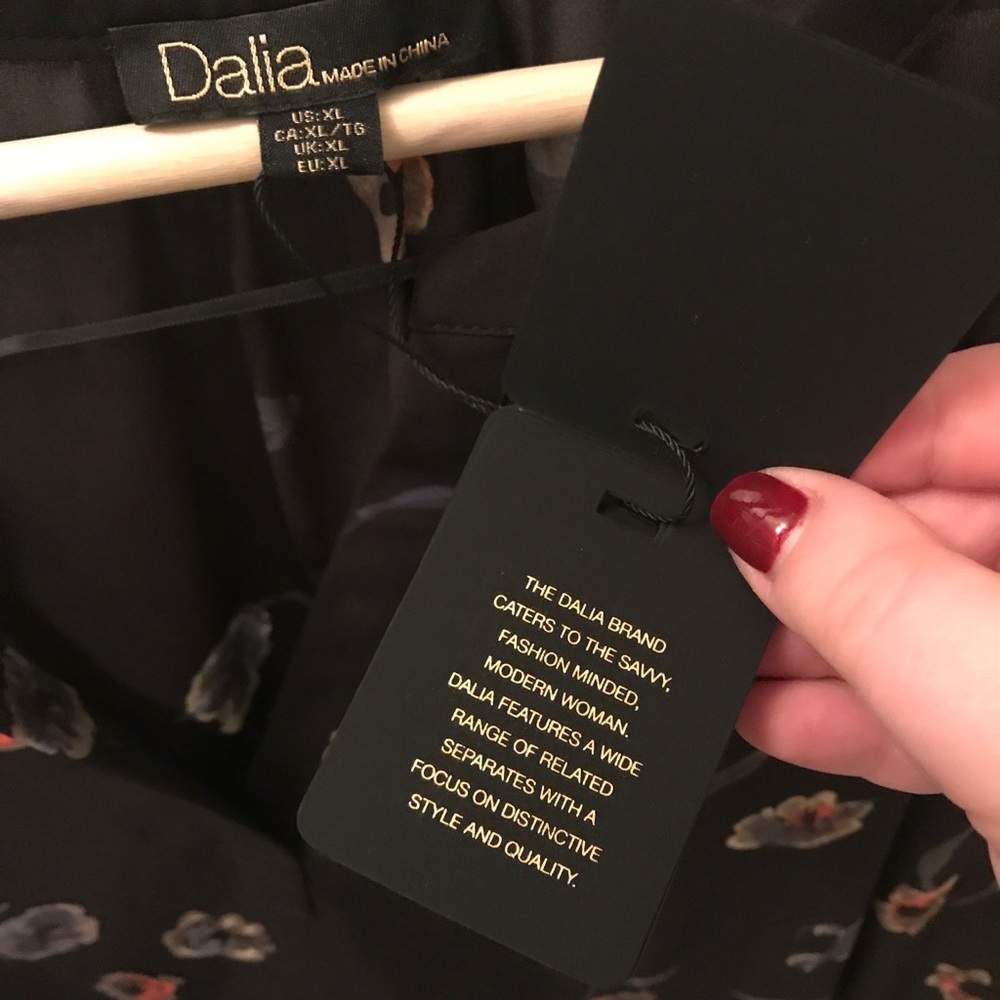 Dalia MADE IN CHINA
US:XL
CA:XL/TG
UK:XL
EU:XL
THE DALIA BRAND
CATERS TO THE SAVVY,
FASHION MINDED,
MODERN WOMAN.
DALIA FEATURES A WIDE
RANGE OF RELATED
SEPARATES WITH A
FOCUS ON DISTINCTIVE
STYLE AND QUALITY.